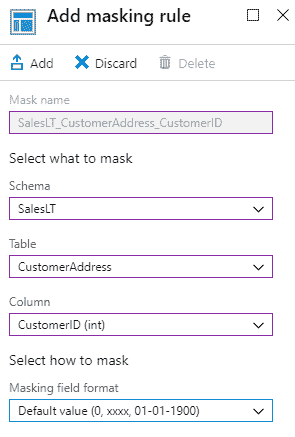 Add masking rule
Add Discard Delete
Mask name
SalesLT_CustomerAddress_CustomerID
Select what to mask
Schema
SalesLT
Table
CustomerAddress
Column
CustomerID (int)
Select how to mask
Masking field format
Default value (0, xxxx, 01-01-1900)